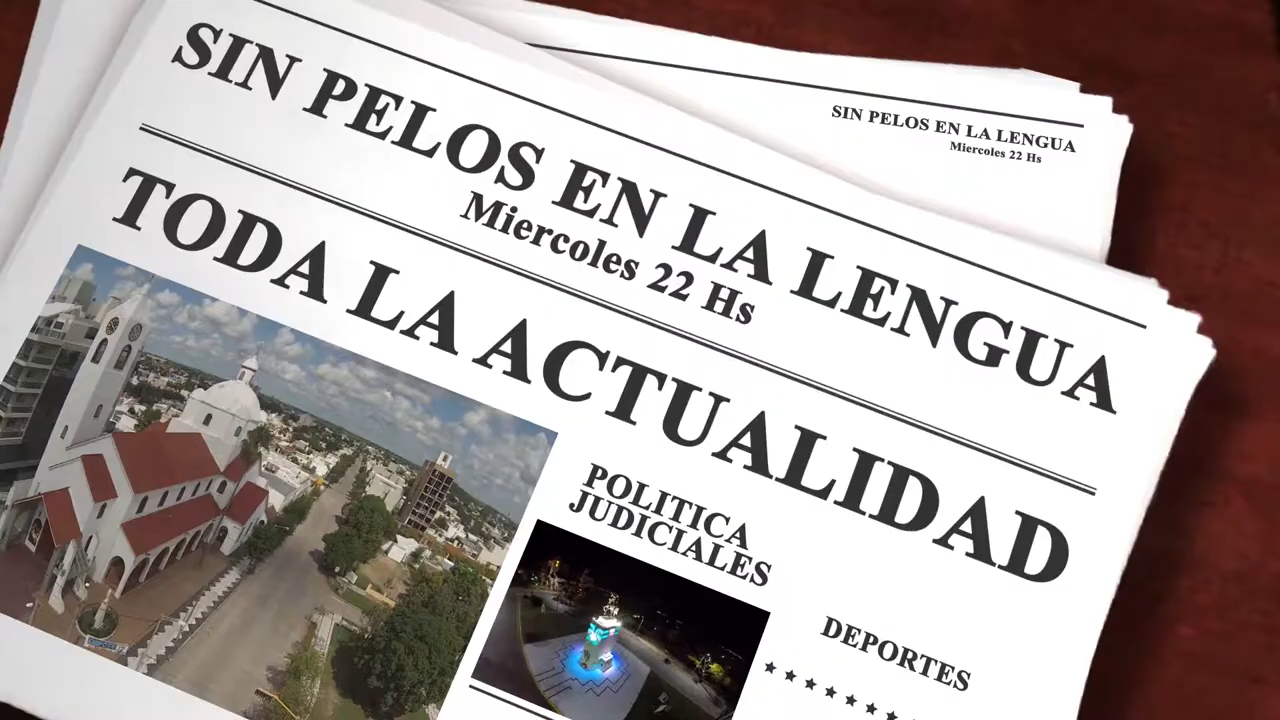 SIN PELOS EN LA LENGUA
Miercoles 22 Hs
SIN PELOS EN LA LENGUA
Miercoles 22 Hs
TODA LA ACTUALIDAD
POLITICA
JUDICIALES
DEPORTES